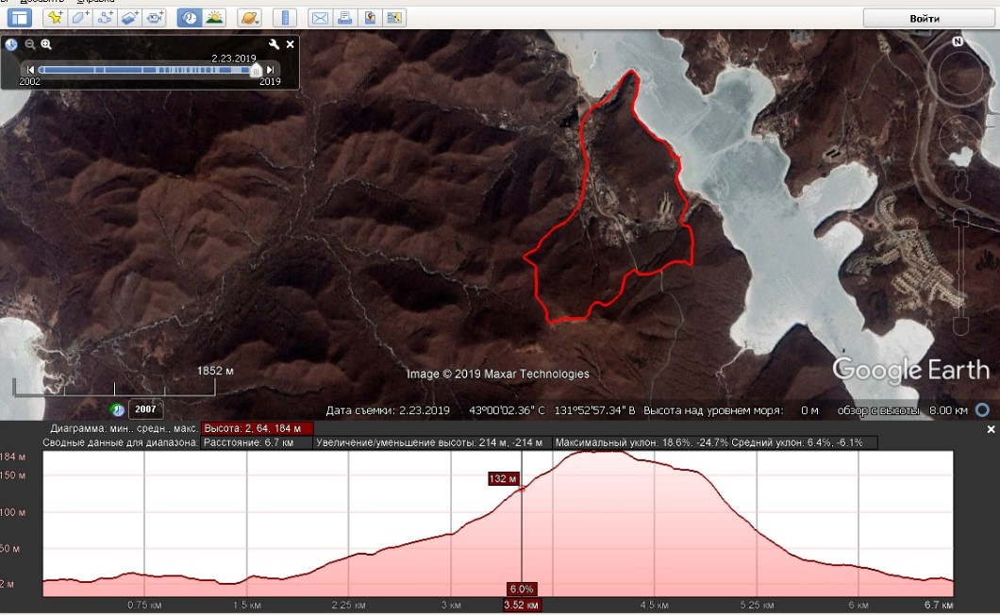 Добавить Справка
Войти
N
2.23.2019
2002 2019
1852 м
Image © 2019 Maxar Technologies
Google Earth
2007
Дата съемки: 2.23.2019 43°00'02.36" С 131°52'57.34" В Высота над уровнем моря: 0 м обзор с высоты 8.00 км
Диаграмма: мин., средн., макс. Высота: 2, 64, 184 м
Сводные данные для диапазона: Расстояние: 6.7 км Увеличение/уменьшение высоты: 214 м, -214 м Максимальный уклон: 18.6%, -24.7% Средний уклон: 6.4%, -6.1%
184 м
150 м
132 м
100 м
50 м
2 м
6.0%
0.75 км 1.5 км 2.25 км 3 км 3.52 км 4.5 км 5.25 км 6 км 6.7 км